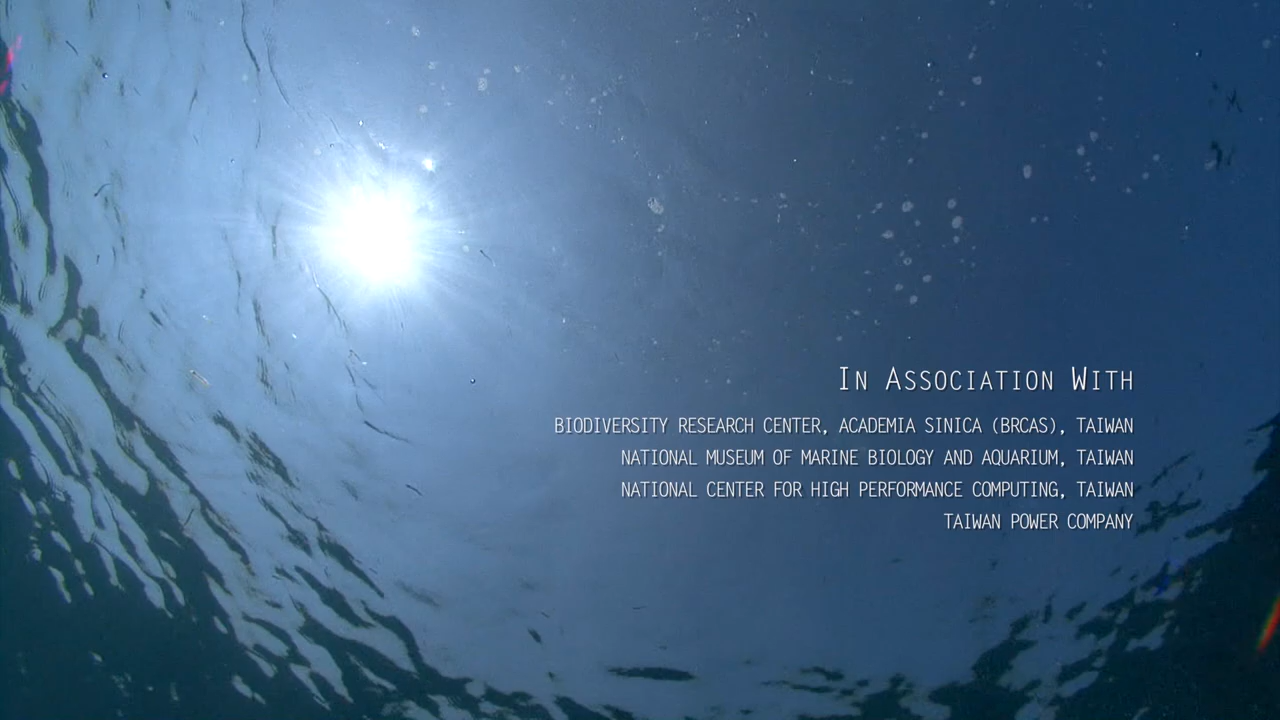 In Association With
BIODIVERSITY RESEARCH CENTER, ACADEMIA SINICA (BRCAS), TAIWAN
NATIONAL MUSEUM OF MARINE BIOLOGY AND AQUARIUM, TAIWAN
NATIONAL CENTER FOR HIGH PERFORMANCE COMPUTING, TAIWAN
TAIWAN POWER COMPANY